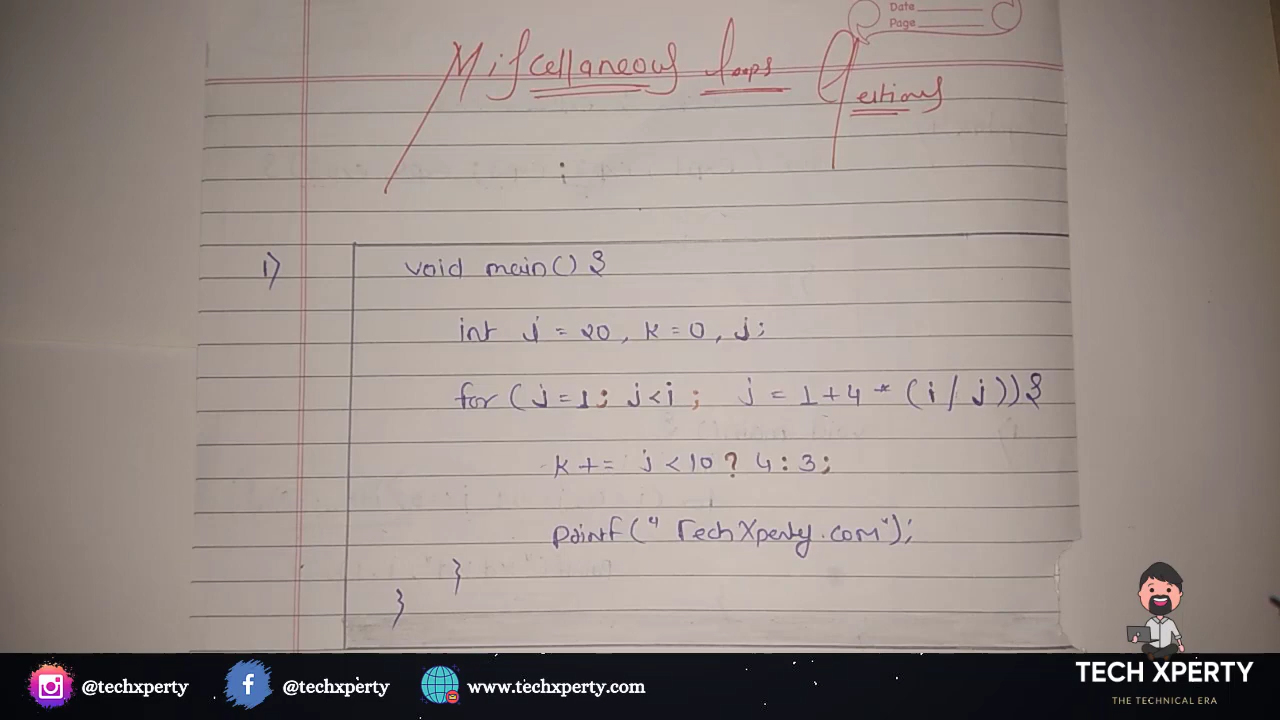 Date
Page
Miscellaneous loops Questions
;
1)
void main() {
int j = 20, k = 0, j;
for (j=1; j<i; j = 1+4 * (i/j)){
k += j<10 ? 4 : 3;
printf(" TechXperty.com");
}
}
TECH XPERTY
THE TECHNICAL ERA
@techxperty
@techxperty
www.techxperty.com